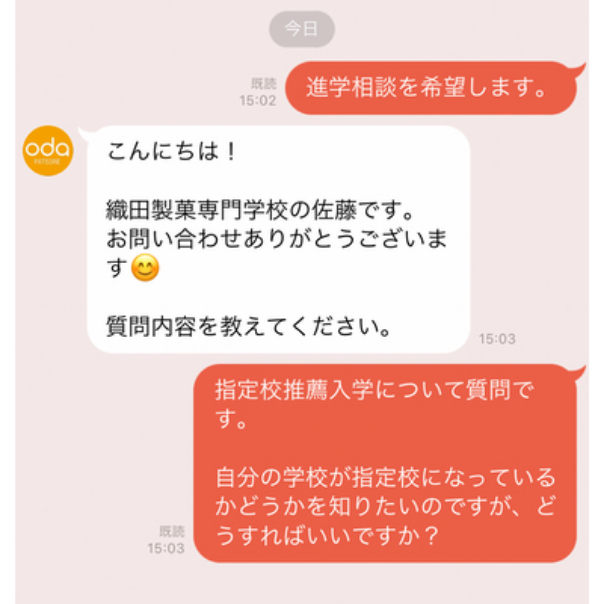 今日
進学相談を希望します。
既読
15:02
oda
こんにちは！
織田製菓専門学校の佐藤です。
お問い合わせありがとうございま
す😊
質問内容を教えてください。
15:03
指定校推薦入学について質問で
す。
自分の学校が指定校になっている
かどうかを知りたいのですが、ど
うすればいいですか？
既読
15:03